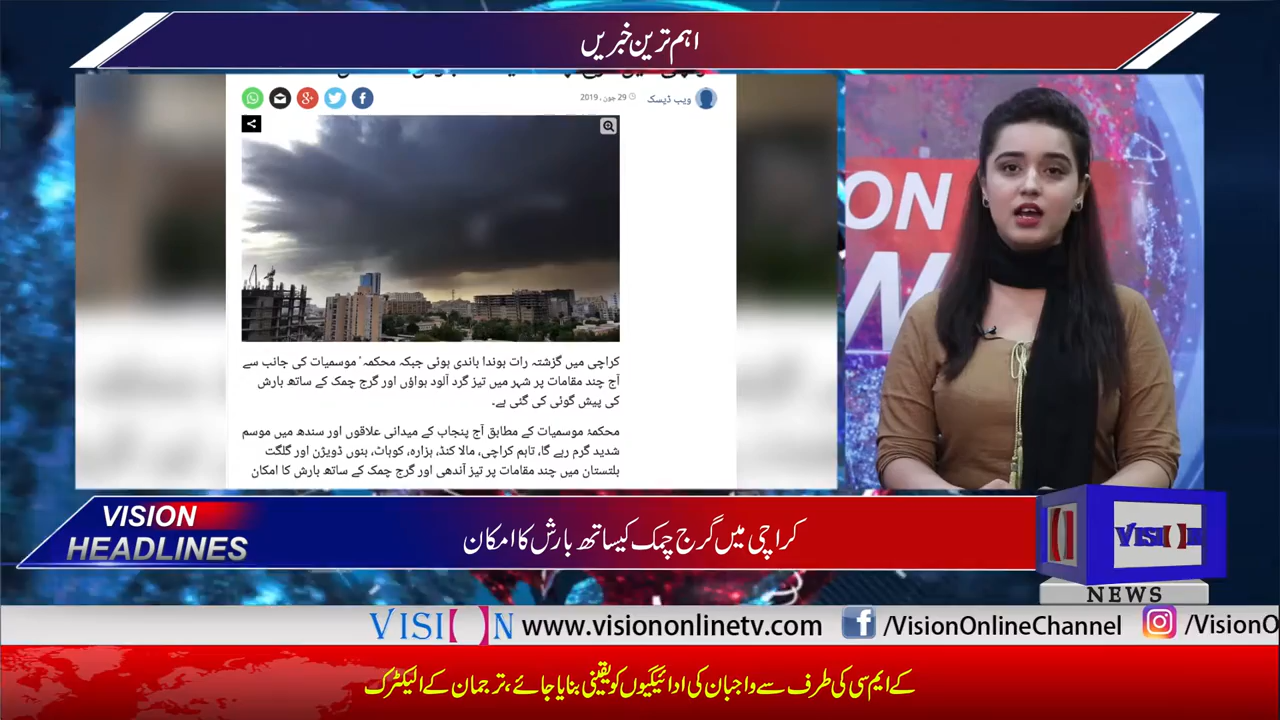 اہم ترین خبریں
ویب ڈیسک
29 جون ، 2019
ON
کراچی میں گزشتہ رات بوندا باندی ہوئی جبکہ محکمہ ٔ موسمیات کی جانب سے
آج چند مقامات پر شہر میں تیز گرد آلود ہواؤں اور گرج چمک کے ساتھ بارش
کی پیش گوئی کی گئی ہے۔
محکمۂ موسمیات کے مطابق آج پنجاب کے میدانی علاقوں اور سندھ میں موسم
شدید گرم رہے گا، تاہم کراچی، مالا کنڈ، ہزارہ، کوہاٹ، بنوں ڈویژن اور گلگت
بلتستان میں چند مقامات پر تیز آندھی اور گرج چمک کے ساتھ بارش کا امکان
VISION
HEADLINES
کراچی میں گرج چمک کیساتھ بارش کا امکان
VISION
NEWS
VISION www.visiononlinetv.com /VisionOnlineChannel /VisionO
کے ایم سی کی طرف سے واجبان کی ادائیگیوں کو یقینی بنایا جائے ،ترجمان کے الیکٹرک